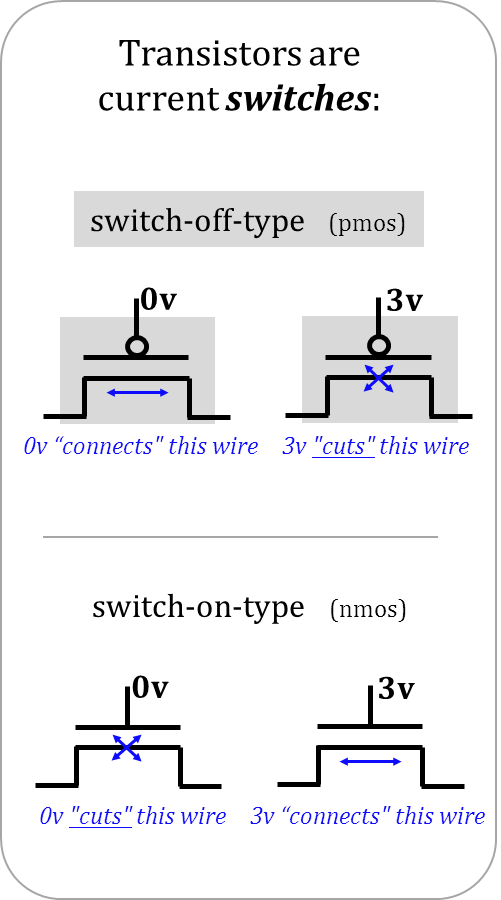 Transistors are
current switches:
switch-off-type (pmos)
0v 3v
0v “connects" this wire 3v "cuts" this wire
switch-on-type (nmos)
0v 3v
0v "cuts" this wire 3v “connects" this wire